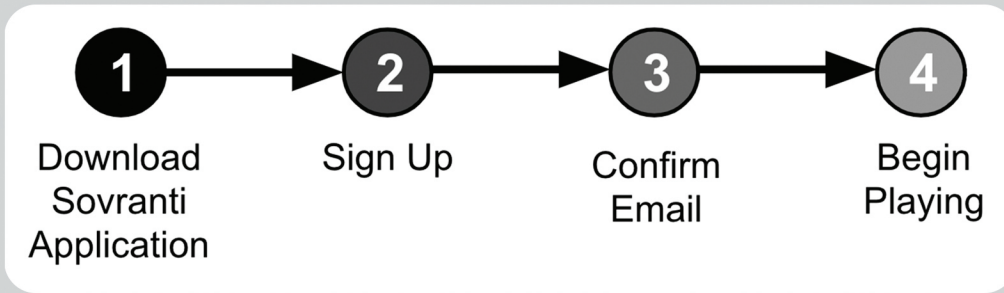 1
2
3
4
Download
Sovranti
Application
Sign Up
Confirm
Email
Begin
Playing